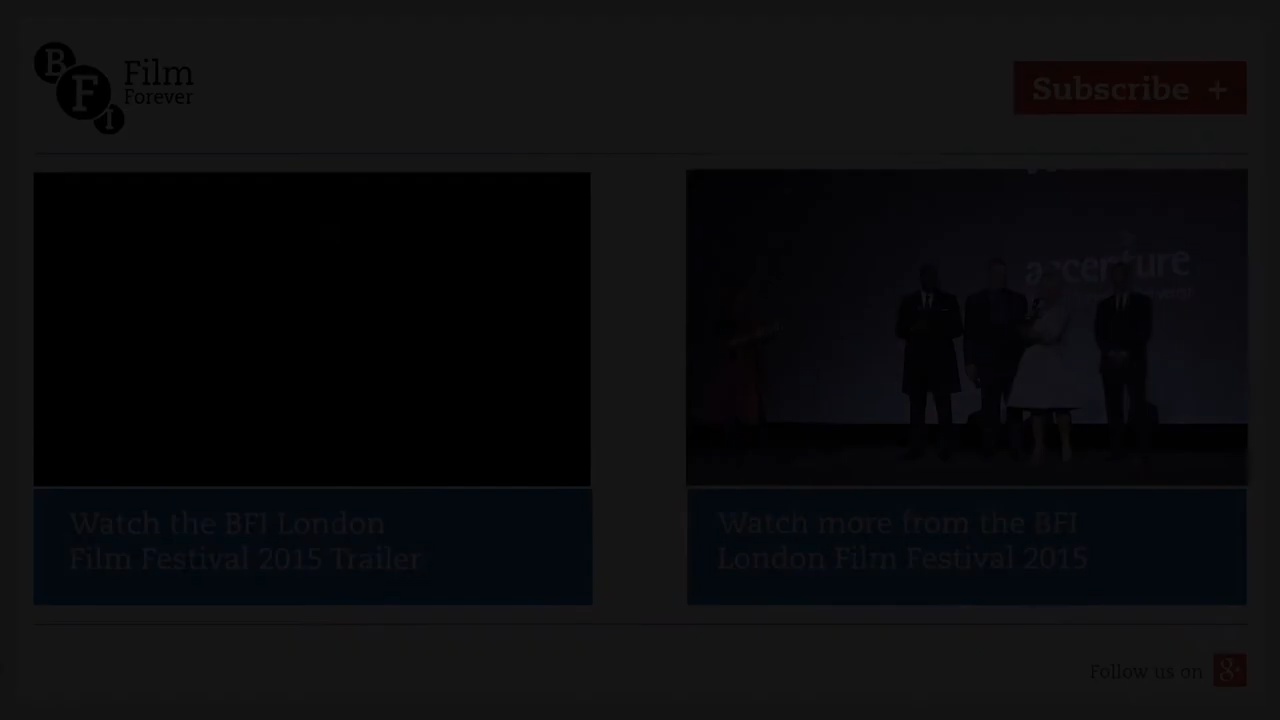 B
F
I
Film
Forever
Subscribe +
accenture
Watch the BFI London
Film Festival 2015 Trailer
Watch more from the BFI
London Film Festival 2015
Follow us on g+